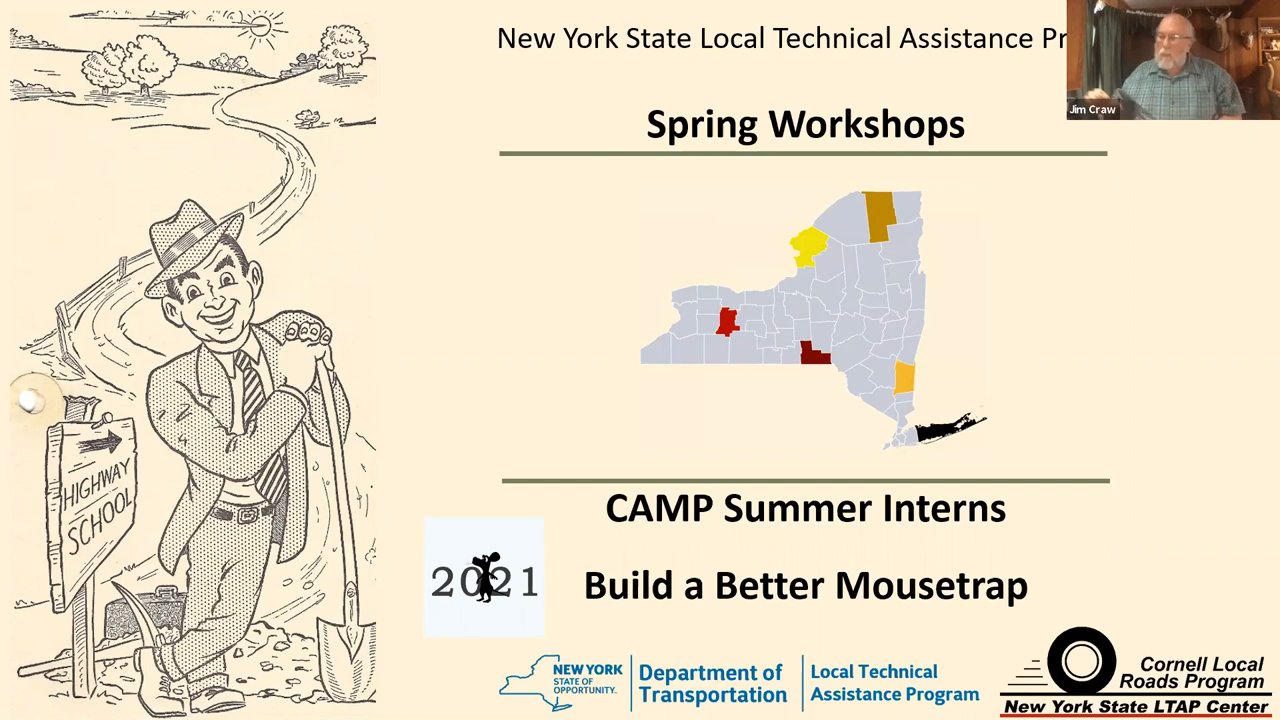 New York State Local Technical Assistance Pr
Jim Craw
Spring Workshops
HIGHWAY
SCHOOL
CAMP Summer Interns
2021
Build a Better Mousetrap
NEW YORK
STATE OF
OPPORTUNITY.
Department of
Transportation
Local Technical
Assistance Program
Cornell Local
Roads Program
New York State LTAP Center